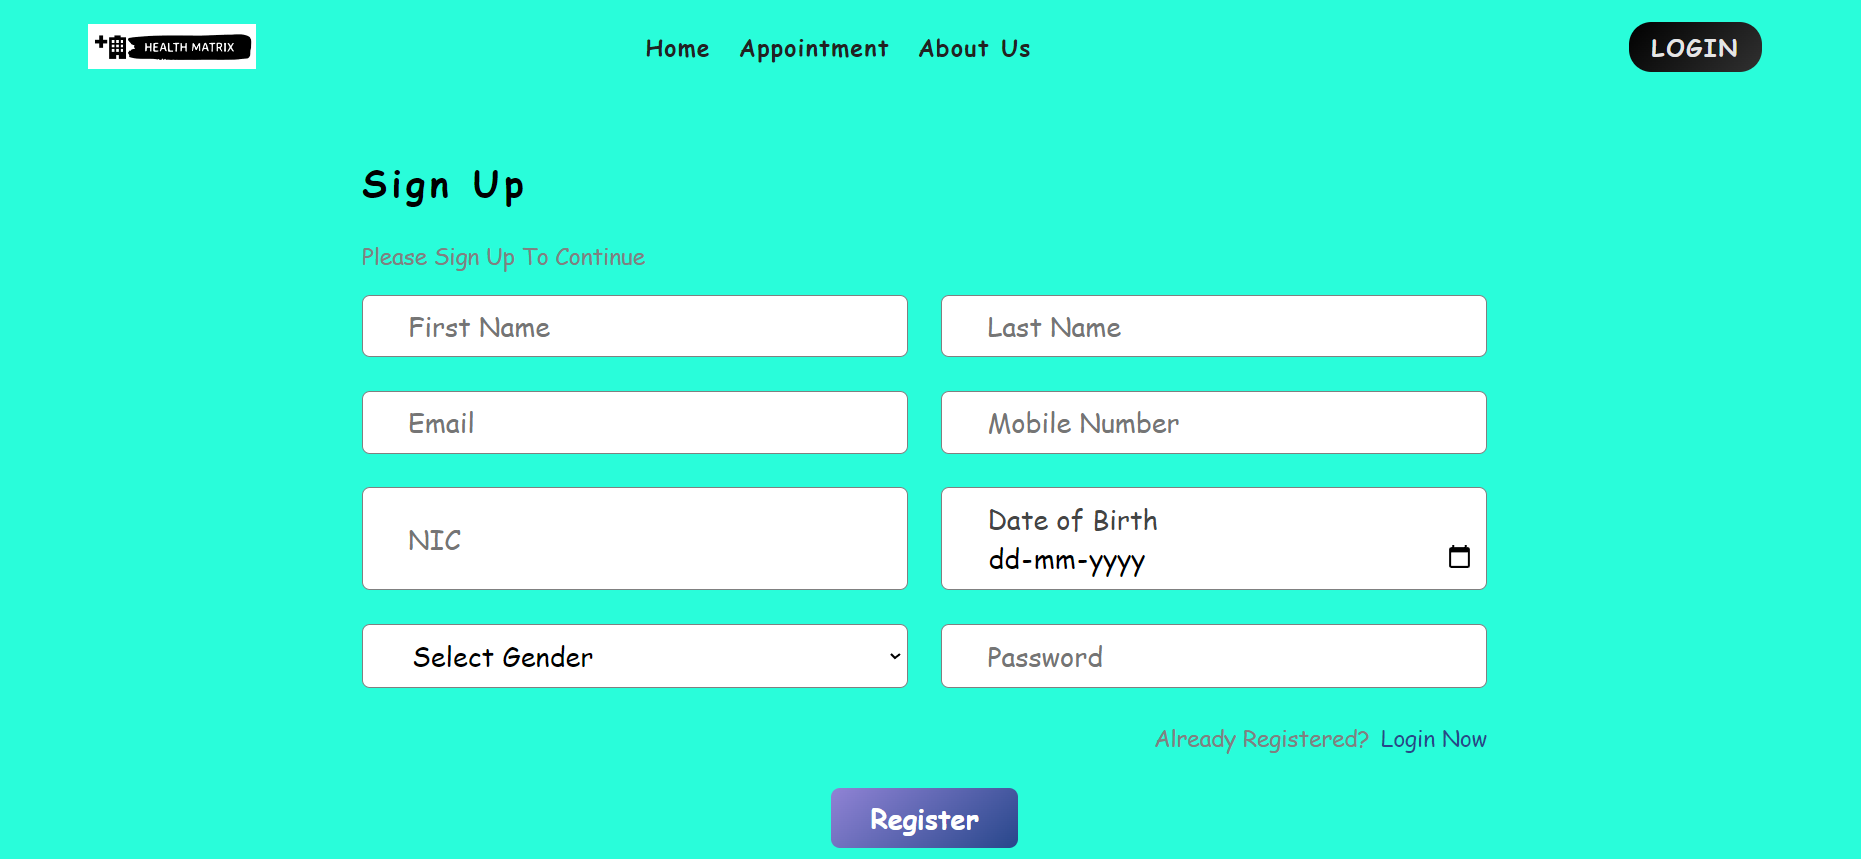 HEALTH MATRIX
Home Appointment About Us
LOGIN
Sign Up
Please Sign Up To Continue
First Name
Last Name
Email
Mobile Number
NIC
Date of Birth
dd-mm-yyyy
Select Gender
Password
Already Registered? Login Now
Register